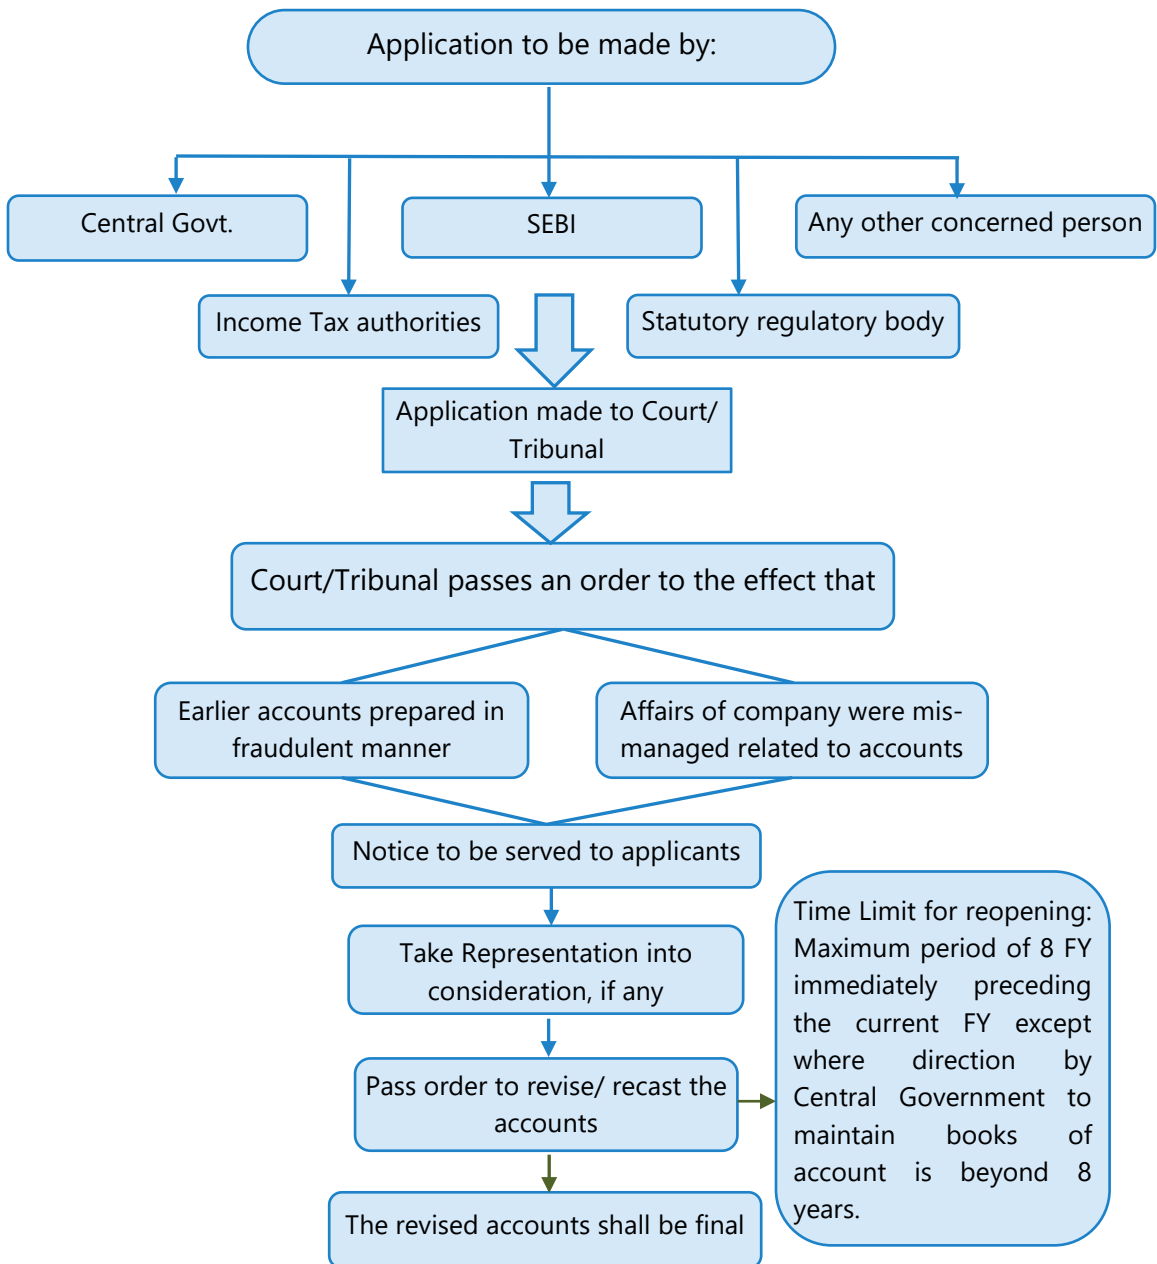 Application to be made by:
Central Govt.
SEBI
Any other concerned person
Income Tax authorities
Statutory regulatory body
Application made to Court/
Tribunal
Court/Tribunal passes an order to the effect that
Earlier accounts prepared in
fraudulent manner
Affairs of company were mis-
managed related to accounts
Notice to be served to applicants
Take Representation into
consideration, if any
Pass order to revise/ recast the
accounts
Time Limit for reopening:
Maximum period of 8 FY
immediately preceding
the current FY except
where direction by
Central Government to
maintain books of
account is beyond 8
years.
The revised accounts shall be final